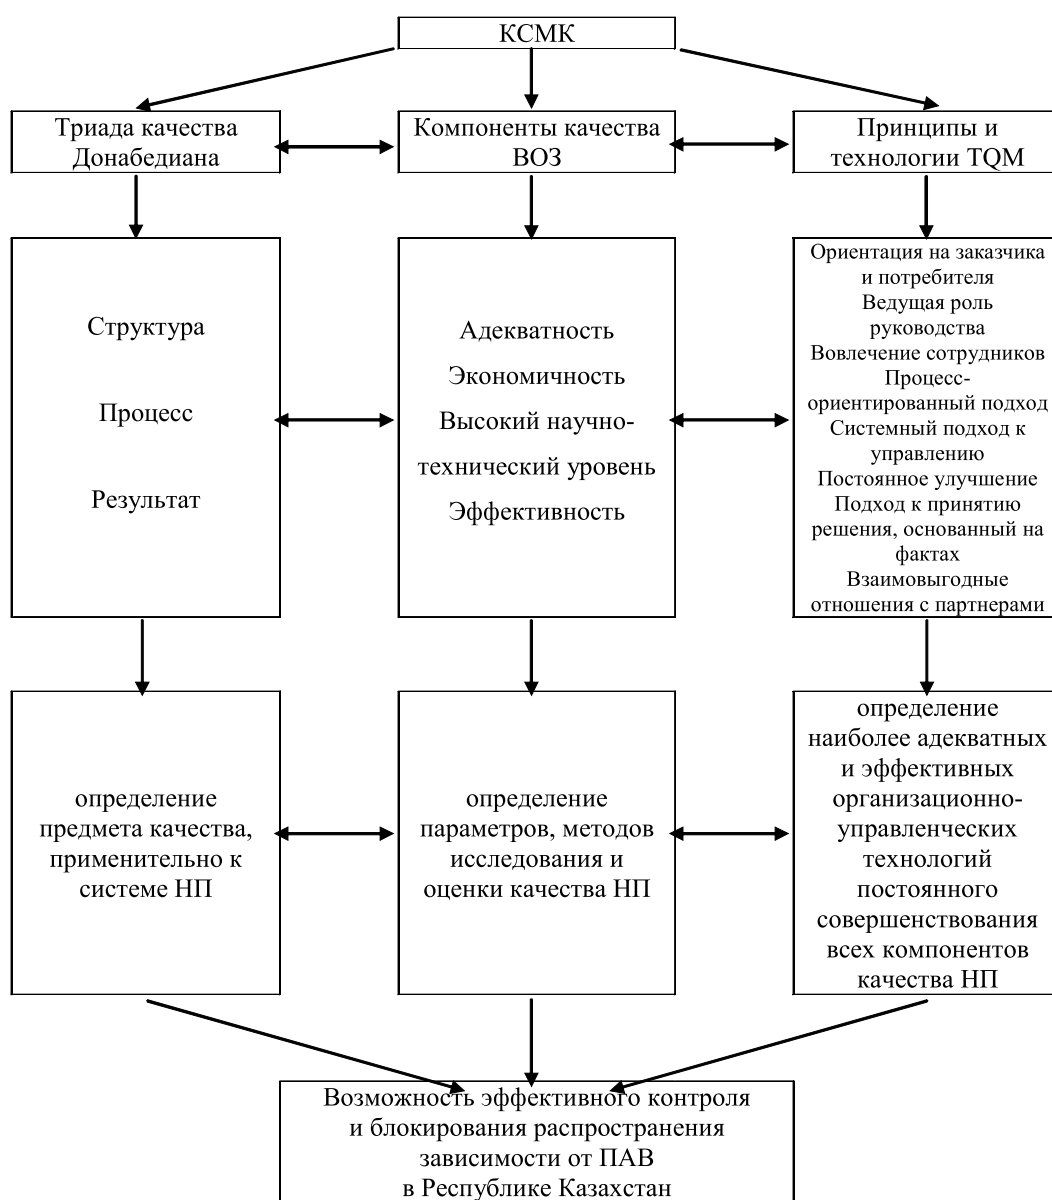 КСМК
Триада качества
Донабедиана
Компоненты качества
ВОЗ
Принципы и
технологии TQM
Структура
Процесс
Результат
Адекватность
Экономичность
Высокий научно-
технический уровень
Эффективность
Ориентация на заказчика
и потребителя
Ведущая роль
руководства
Вовлечение сотрудников
Процесс-
ориентированный подход
Системный подход к
управлению
Постоянное улучшение
Подход к принятию
решения, основанный на
фактах
Взаимовыгодные
отношения с партнерами
определение
предмета качества,
применительно к
системе НП
определение
параметров, методов
исследования и
оценки качества НП
определение
наиболее адекватных
и эффективных
организационно-
управленческих
технологий
постоянного
совершенствования
всех компонентов
качества НП
Возможность эффективного контроля
и блокирования распространения
зависимости от ПАВ
в Республике Казахстан